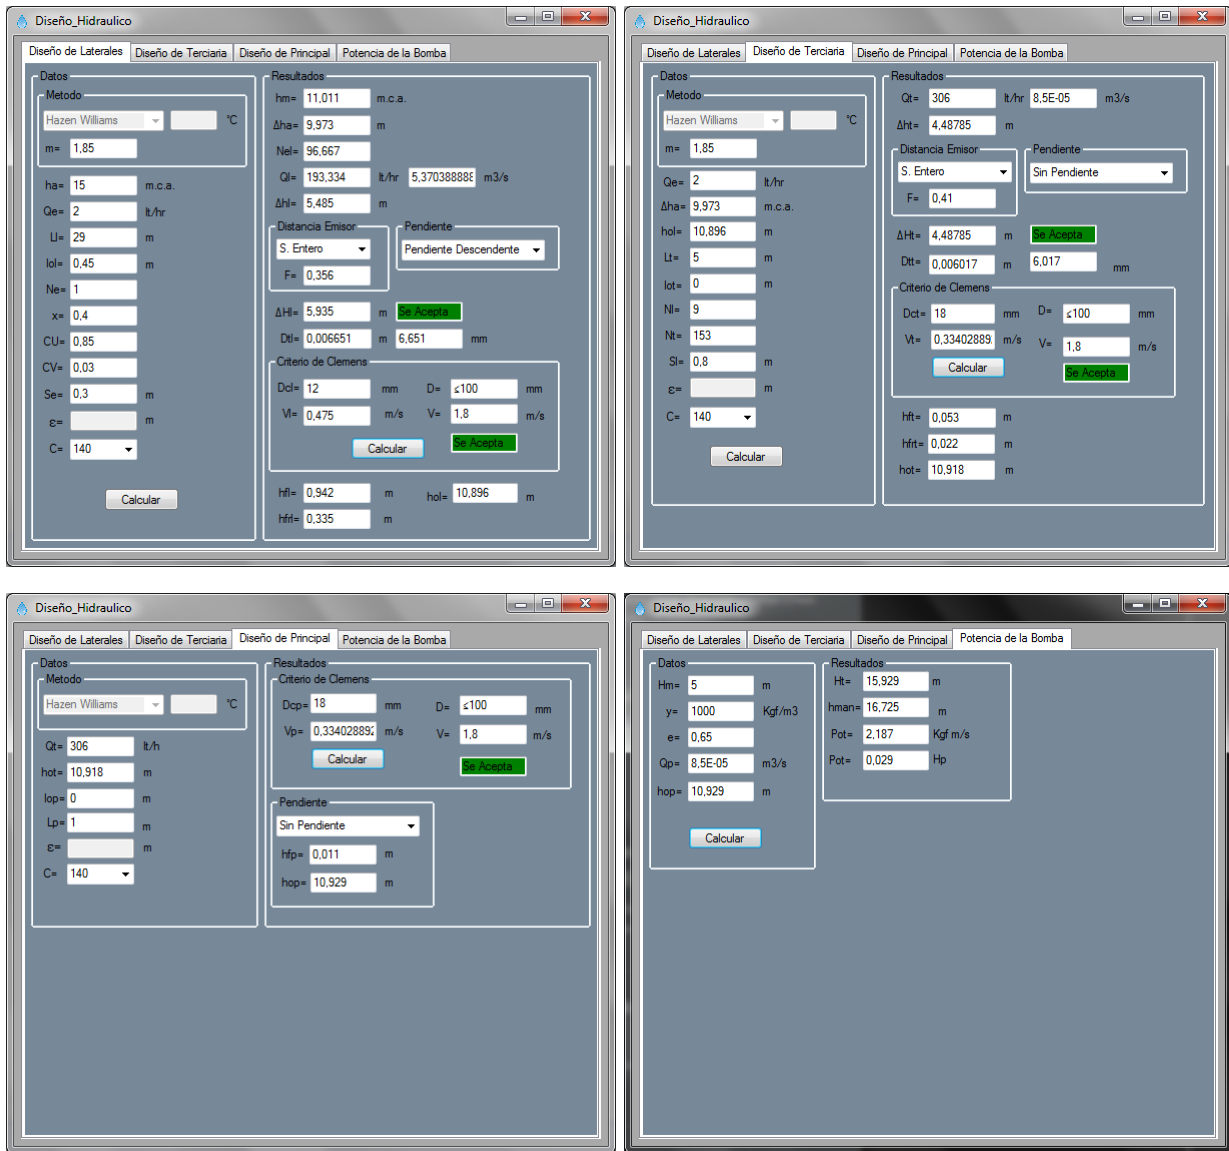 Diseño_Hidraulico
Diseño de Laterales Diseño de Terciaria Diseño de Principal Potencia de la Bomba
Datos
Metodo
Hazen Williams °C
m= 1,85
ha= 15 m.c.a.
Qe= 2 lt/hr
Ll= 29 m
lol= 0,45 m
Ne= 1
x= 0,4
CU= 0,85
CV= 0,03
Se= 0,3 m
ε= m
C= 140
Calcular
Resultados
hm= 11,011 m.c.a.
Δha= 9,973 m
Nel= 96,667
Ql= 193,334 lt/hr 5,370388888 m3/s
Δhl= 5,485 m
Distancia Emisor
S. Entero
F= 0,356
Pendiente
Pendiente Descendente
ΔHl= 5,935 m Se Acepta
Dtl= 0,006651 m 6,651 mm
Criterio de Clemens
Dcl= 12 mm D= ≤100 mm
Vl= 0,475 m/s V= 1,8 m/s
Calcular Se Acepta
hfl= 0,942 m hol= 10,896 m
hfrl= 0,335 m
Diseño_Hidraulico
Diseño de Laterales Diseño de Terciaria Diseño de Principal Potencia de la Bomba
Datos
Metodo
Hazen Williams °C
m= 1,85
Qe= 2 lt/hr
Δha= 9,973 m.c.a.
hol= 10,896 m
Lt= 5 m
lot= 0 m
Nl= 9
Nt= 153
Sl= 0,8 m
ε= m
C= 140
Calcular
Resultados
Qt= 306 lt/hr 8,5E-05 m3/s
Δht= 4,48785 m
Distancia Emisor
S. Entero
F= 0,41
Pendiente
Sin Pendiente
ΔHt= 4,48785 m Se Acepta
Dtt= 0,006017 m 6,017 mm
Criterio de Clemens
Dct= 18 mm D= ≤100 mm
Vt= 0,33402889 m/s V= 1,8 m/s
Calcular Se Acepta
hft= 0,053 m
hfrt= 0,022 m
hot= 10,918 m
Diseño_Hidraulico
Diseño de Laterales Diseño de Terciaria Diseño de Principal Potencia de la Bomba
Datos
Metodo
Hazen Williams °C
Qt= 306 lt/h
hot= 10,918 m
lop= 0 m
Lp= 1 m
ε= m
C= 140
Resultados
Criterio de Clemens
Dcp= 18 mm D= ≤100 mm
Vp= 0,334028892 m/s V= 1,8 m/s
Calcular Se Acepta
Pendiente
Sin Pendiente
hfp= 0,011 m
hop= 10,929 m
Diseño_Hidraulico
Diseño de Laterales Diseño de Terciaria Diseño de Principal Potencia de la Bomba
Datos
Hm= 5 m
y= 1000 Kgf/m3
e= 0,65
Qp= 8,5E-05 m3/s
hop= 10,929 m
Calcular
Resultados
Ht= 15,929 m
hman= 16,725 m
Pot= 2,187 Kgf m/s
Pot= 0,029 Hp